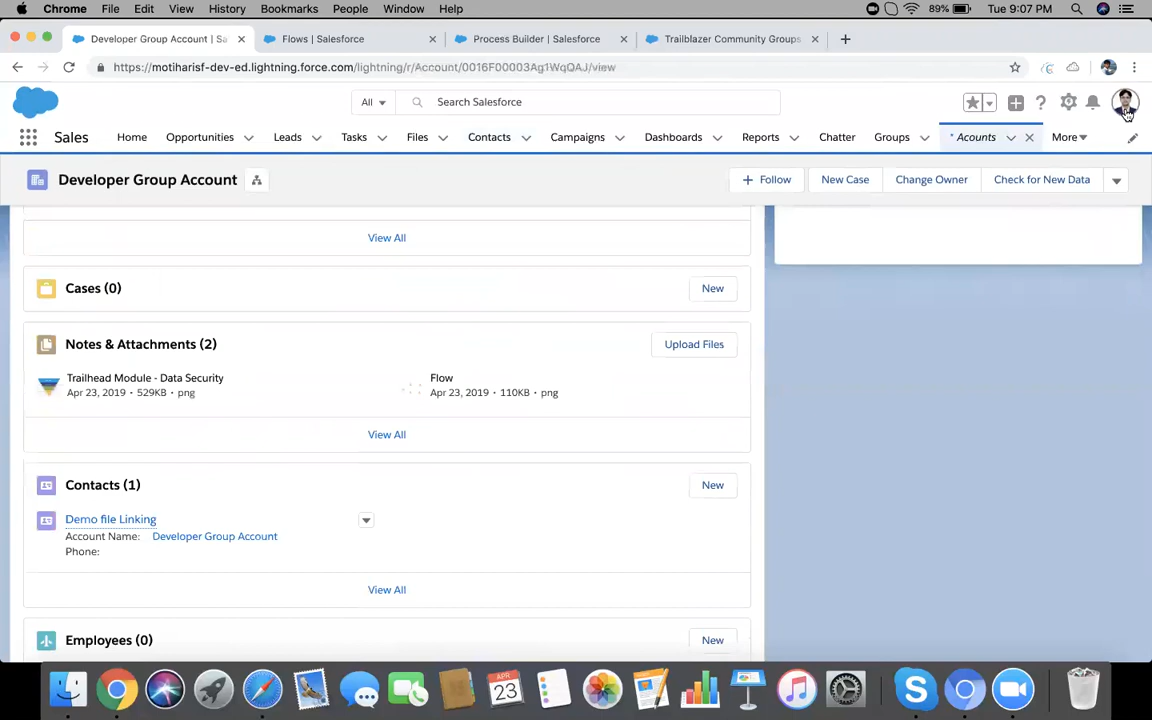 Chrome File Edit View History Bookmarks People Window Help 89% Tue 9:07 PM
Developer Group Account | Sa Flows | Salesforce Process Builder | Salesforce Trailblazer Community Groups
https://motiharisf-dev-ed.lightning.force.com/lightning/r/Account/0016F00003Ag1WqQAJ/view
All Search Salesforce
Sales Home Opportunities Leads Tasks Files Contacts Campaigns Dashboards Reports Chatter Groups * Acounts More
Developer Group Account + Follow New Case Change Owner Check for New Data
View All
Cases (0) New
Notes & Attachments (2) Upload Files
Trailhead Module - Data Security Flow
Apr 23, 2019 • 529KB • png Apr 23, 2019 • 110KB • png
View All
Contacts (1) New
Demo file Linking
Account Name: Developer Group Account
Phone:
View All
Employees (0) New
APR
23